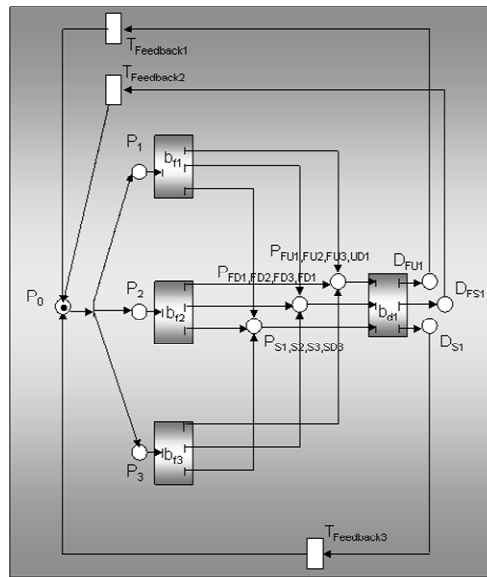 TFeedback1
TFeedback2
P1
bf1
PFU1,FU2,FU3,UD1
PFD1,FD2,FD3,FD1
DFU1
P0
P2
bf2
bd1
DFS1
PS1,S2,S3,SD3
DS1
P3
bf3
TFeedback3